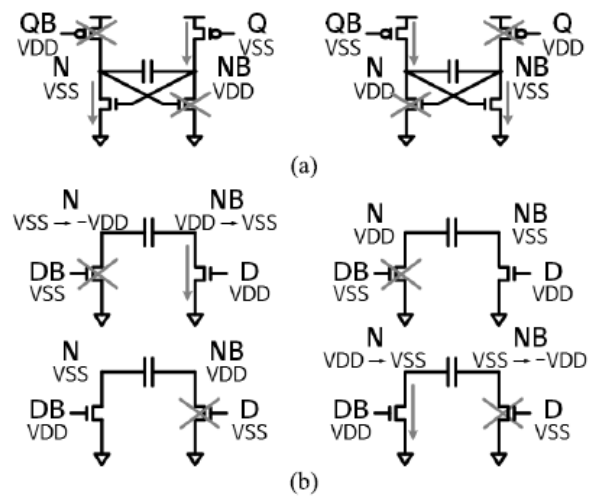 QB Q QB Q
VDD VSS VSS VDD
N NB N NB
VSS VDD VDD VSS
(a)
N NB N NB
VSS → -VDD VDD → VSS VDD VSS
DB D DB D
VSS VDD VSS VDD
N NB N NB
VSS VDD VDD → VSS VSS → -VDD
DB D DB D
VDD VSS VDD VSS
(b)